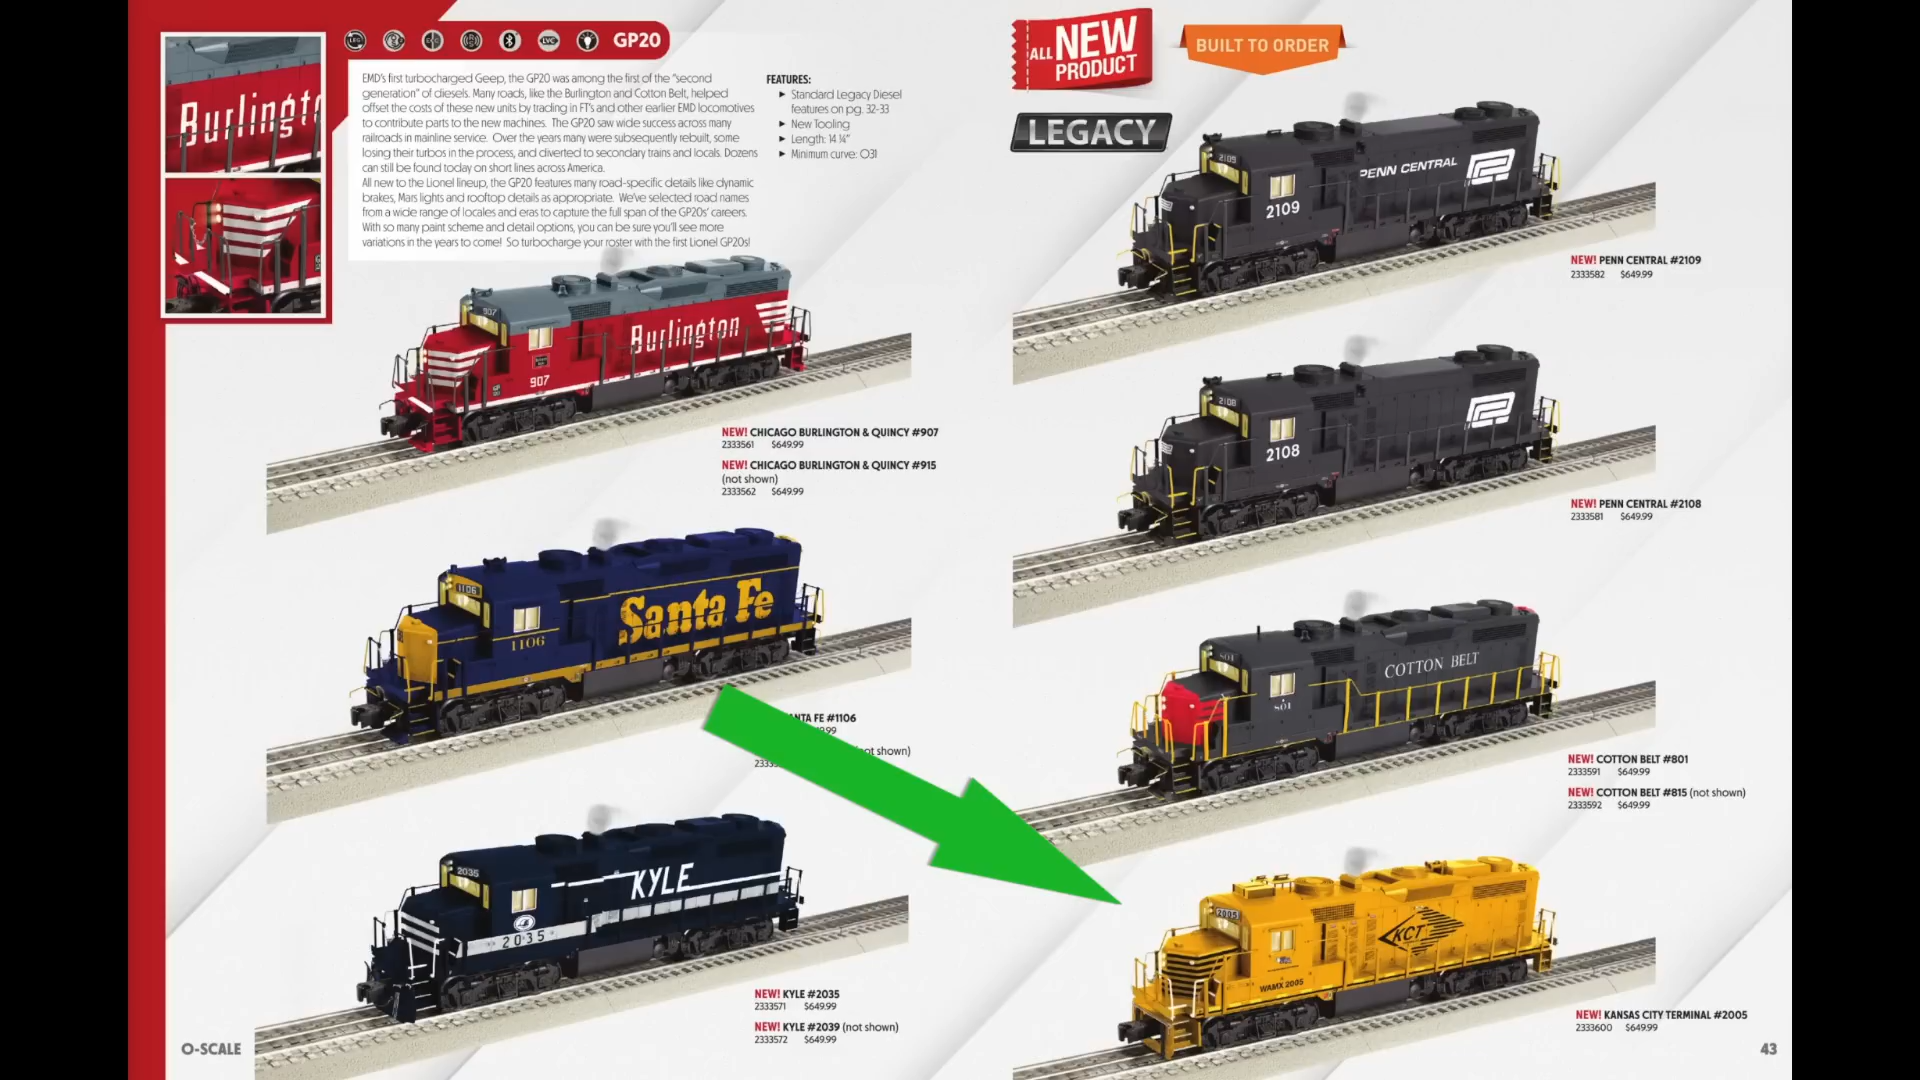 GP20
EMD's first turbocharged Geep, the GP20 was among the first of the "second
generation" of diesels. Many roads, like the Burlington and Cotton Belt, helped
offset the costs of these new units by trading in FT's and other earlier EMD locomotives
to contribute parts to the new machines. The GP20 saw wide success across many
railroads in mainline service. Over the years many were subsequently rebuilt, some
losing their turbos in the process, and diverted to secondary trains and locals. Dozens
can still be found today on short lines across America.
All new to the Lionel lineup, the GP20 features many road-specific details like dynamic
brakes, Mars lights and rooftop details as appropriate. We've selected road names
from a wide range of locales and eras to capture the full span of the GP20s' careers.
With so many paint scheme and detail options, you can be sure you'll see more
variations in the years to come! So turbocharge your roster with the first Lionel GP20s!
FEATURES:
Standard Legacy Diesel
features on pg. 32-33
New Tooling
Length: 14 ¼"
Minimum curve: O31
907
Burlington
907
NEW! CHICAGO BURLINGTON & QUINCY #907
2333561 $649.99
NEW! CHICAGO BURLINGTON & QUINCY #915
(not shown)
2333562 $649.99
1106
Santa Fe
1106
NTA FE #1106
(not shown)
2035
KYLE
2035
NEW! KYLE #2035
2333571 $649.99
NEW! KYLE #2039 (not shown)
2333572 $649.99
O-SCALE
ALL NEW
PRODUCT
BUILT TO ORDER
LEGACY
2109
PENN CENTRAL
2109
NEW! PENN CENTRAL #2109
2333582 $649.99
2108
2108
NEW! PENN CENTRAL #2108
2333581 $649.99
801
COTTON BELT
801
NEW! COTTON BELT #801
2333591 $649.99
NEW! COTTON BELT #815 (not shown)
2333592 $649.99
2005
KCT
WAMX 2005
NEW! KANSAS CITY TERMINAL #2005
2333600 $649.99
43